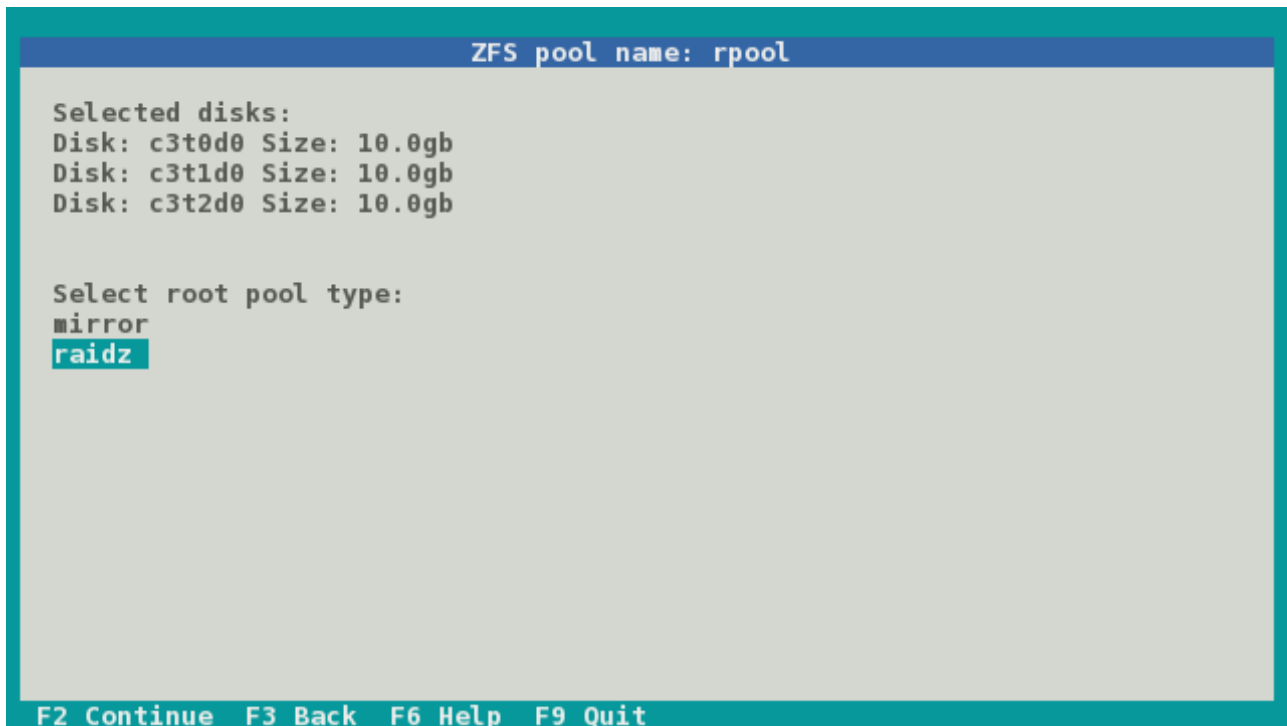 ZFS pool name: rpool
Selected disks:
Disk: c3t0d0 Size: 10.0gb
Disk: c3t1d0 Size: 10.0gb
Disk: c3t2d0 Size: 10.0gb
Select root pool type:
mirror
raidz
F2 Continue F3 Back F6 Help F9 Quit